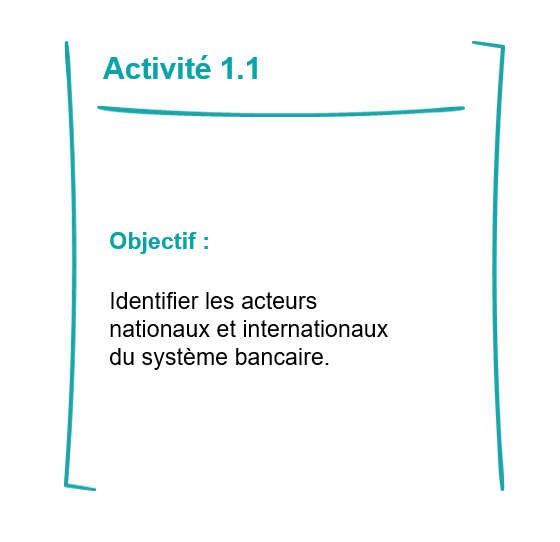 Activité 1.1
Objectif :
Identifier les acteurs
nationaux et internationaux
du système bancaire.